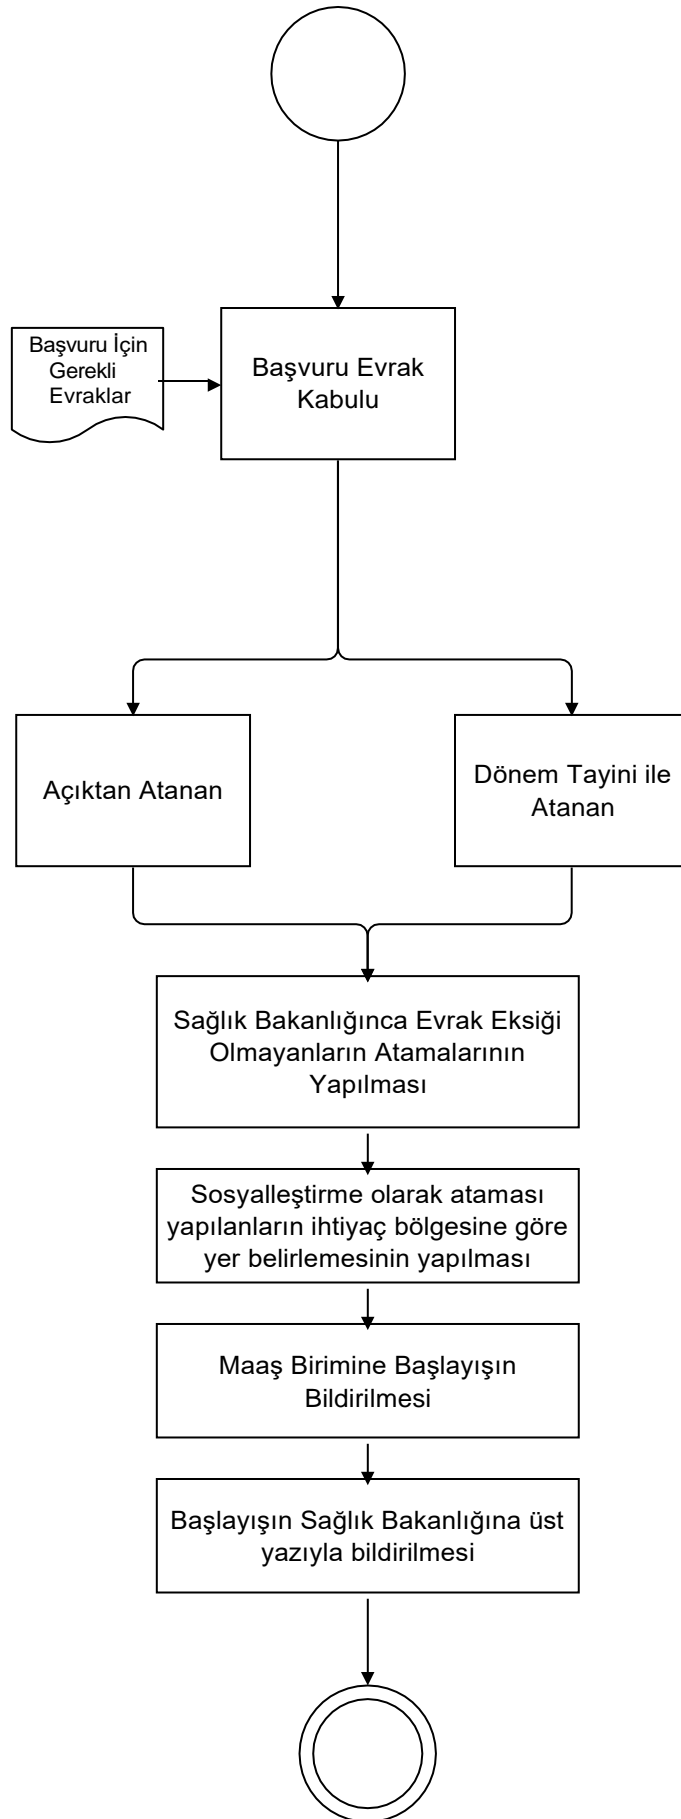 Başvuru İçin
Gerekli
Evraklar
Başvuru Evrak
Kabulu
Açıktan Atanan
Dönem Tayini ile
Atanan
Sağlık Bakanlığınca Evrak Eksiği
Olmayanların Atamalarının
Yapılması
Sosyalleştirme olarak ataması
yapılanların ihtiyaç bölgesine göre
yer belirlemesinin yapılması
Maaş Birimine Başlayışın
Bildirilmesi
Başlayışın Sağlık Bakanlığına üst
yazıyla bildirilmesi